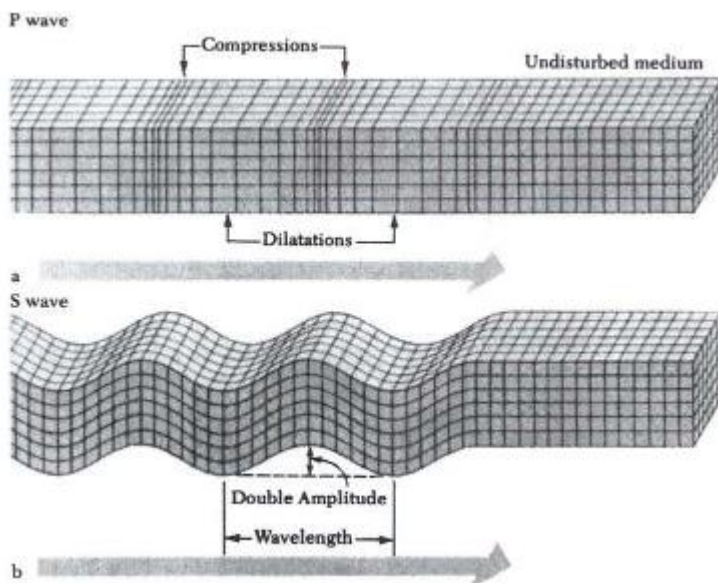 P wave
Compressions
Undisturbed medium
Dilatations
a
S wave
Double Amplitude
Wavelength
b